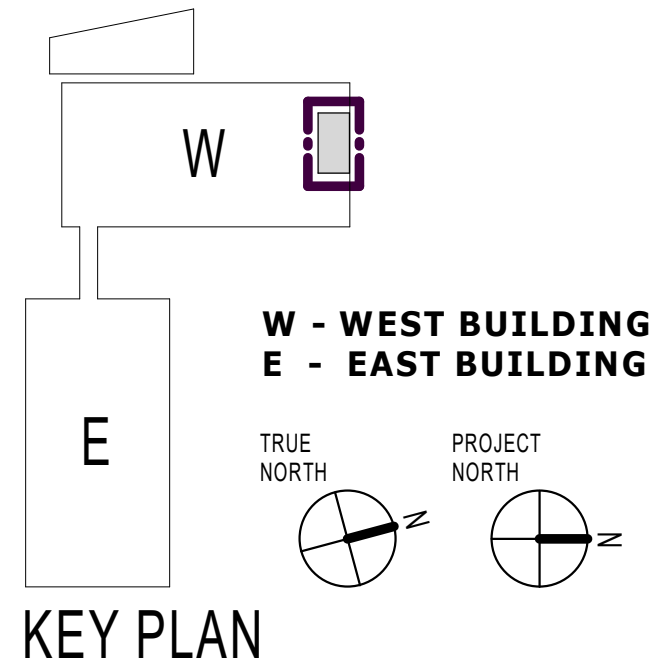 W
W - WEST BUILDING
E - EAST BUILDING
E
TRUE
NORTH
N
PROJECT
NORTH
N
KEY PLAN